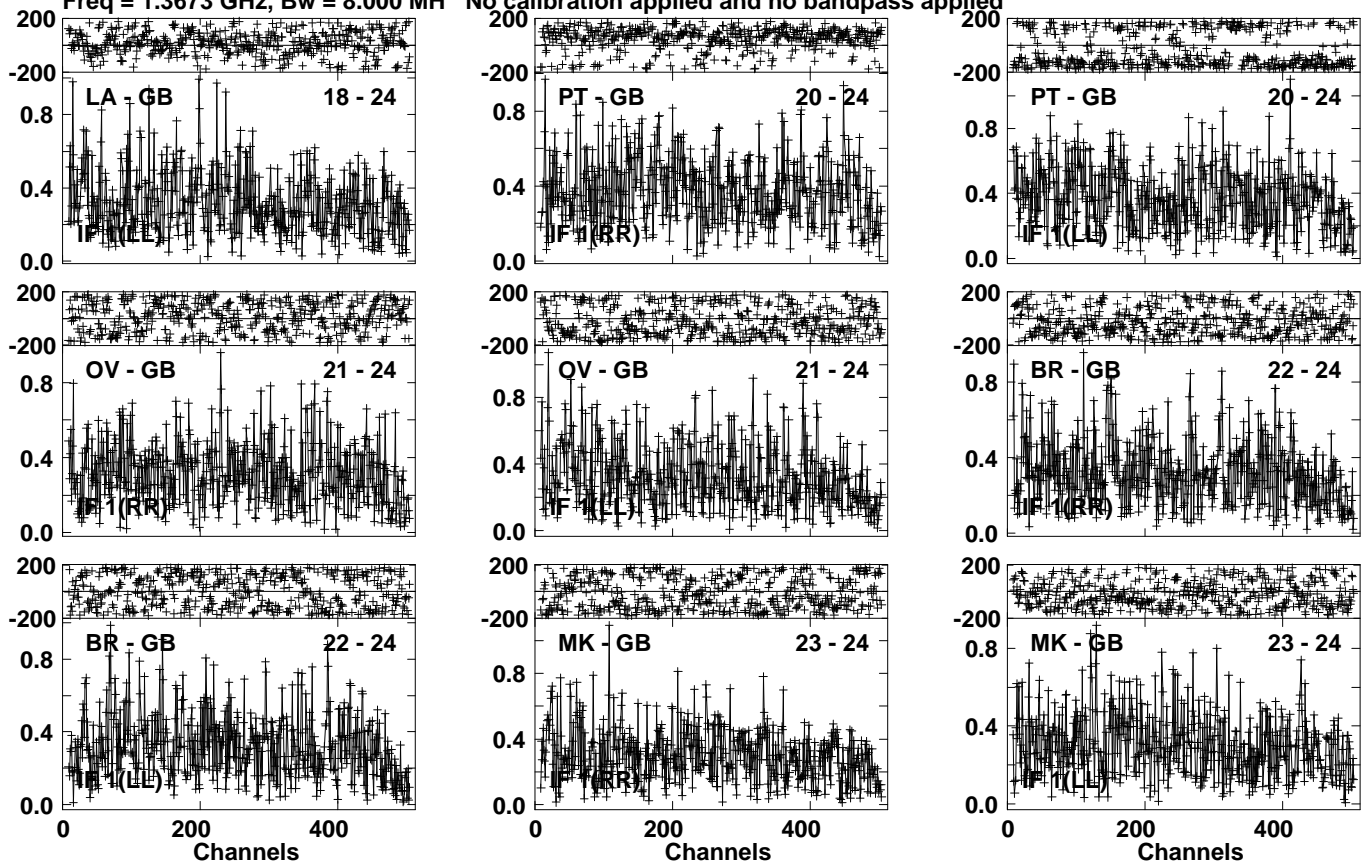 Freq = 1.3673 GHz, Bw = 8.000 MH No calibration applied and no bandpass applied
200 200 200
-200 -200 -200
LA - GB 18 - 24 PT - GB 20 - 24 PT - GB 20 - 24
0.8 0.8 0.8
0.4 0.4 0.4
IF 1(LL) IF 1(RR) IF 1(LL)
0.0 0.0 0.0
200 200 200
-200 -200 -200
OV - GB 21 - 24 OV - GB 21 - 24 BR - GB 22 - 24
0.8 0.8 0.8
0.4 0.4 0.4
IF 1(RR) IF 1(LL) IF 1(RR)
0.0 0.0 0.0
200 200 200
-200 -200 -200
BR - GB 22 - 24 MK - GB 23 - 24 MK - GB 23 - 24
0.8 0.8 0.8
0.4 0.4 0.4
IF 1(LL) IF 1(RR) IF 1(LL)
0.0 0.0 0.0
0 200 400 0 200 400 0 200 400
Channels Channels Channels